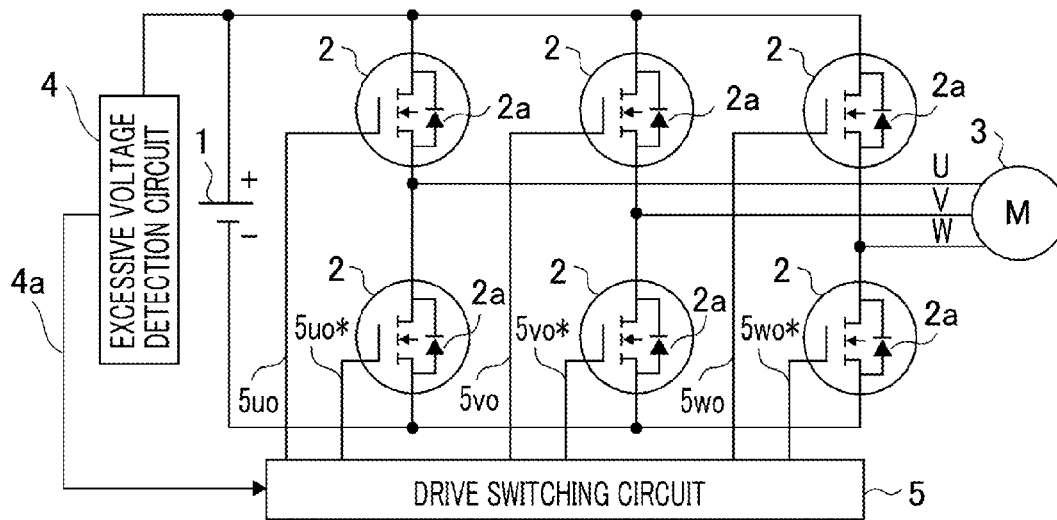 2
2
2
4
2a
2a
2a
1
+
−
3
U
V
W
M
EXCESSIVE VOLTAGE
DETECTION CIRCUIT
4a
2
2
2
2a
2a
2a
5uo*
5vo*
5wo*
5uo
5vo
5wo
DRIVE SWITCHING CIRCUIT
5